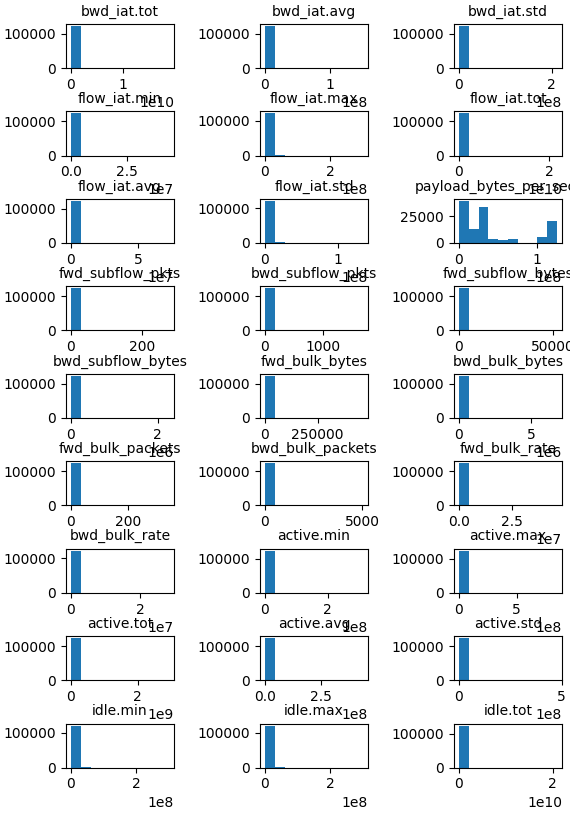 bwd_iat.tot bwd_iat.avg bwd_iat.std
100000 100000 100000
0 0 0
0 1 0 1 0 2
1e10 1e8 1e8
flow_iat.min flow_iat.max flow_iat.tot
100000 100000 100000
0 0 0
0.0 2.5 0 2 0 2
1e7 1e8 1e10
flow_iat.avg flow_iat.std payload_bytes_per_sec
100000 100000 25000
0 0 0
0 5 0 1 0 1
1e7 1e8 1e8
fwd_subflow_pkts bwd_subflow_pkts fwd_subflow_bytes
100000 100000 100000
0 0 0
0 200 0 1000 0 5000
bwd_subflow_bytes fwd_bulk_bytes bwd_bulk_bytes
100000 100000 100000
0 0 0
0 2 0 250000 0 5
1e6 1e6
fwd_bulk_packets bwd_bulk_packets fwd_bulk_rate
100000 100000 100000
0 0 0
0 200 0 5000 0.0 2.5
1e7
bwd_bulk_rate active.min active.max
100000 100000 100000
0 0 0
0 2 0 2 0 5
1e7 1e8 1e8
active.tot active.avg active.std
100000 100000 100000
0 0 0
0 2 0.0 2.5 0 5
1e9 1e8 1e8
idle.min idle.max idle.tot
100000 100000 100000
0 0 0
0 2 0 2 0 2
1e8 1e8 1e10